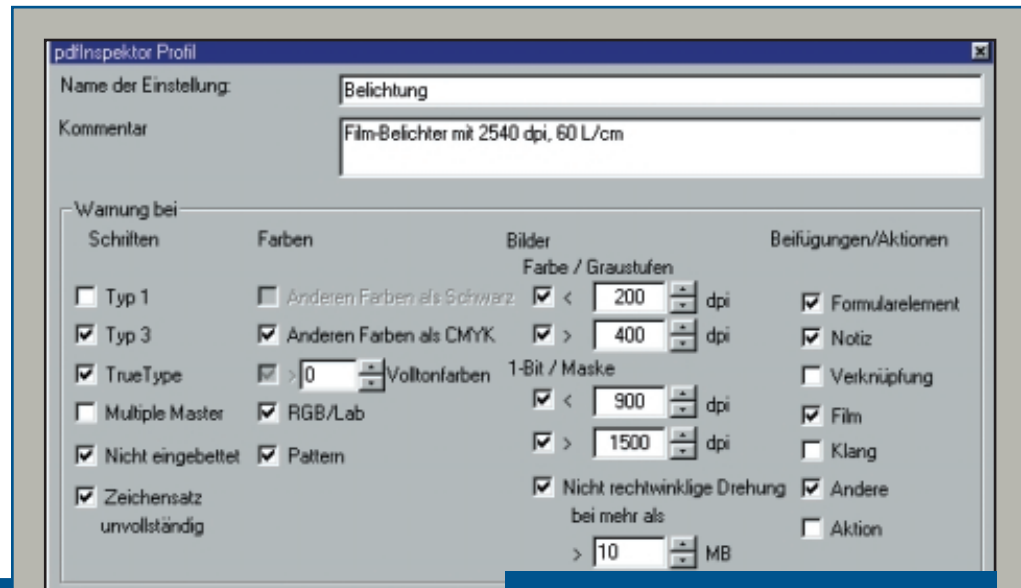 pdfInspektor Profil
Name der Einstellung:
Belichtung
Kommentar
Film-Belichter mit 2540 dpi, 60 L/cm
Warnung bei
Schriften
Typ 1
Typ 3
TrueType
Multiple Master
Nicht eingebettet
Zeichensatz
unvollständig
Farben
Anderen Farben als Schwarz
Anderen Farben als CMYK
> 0 Volltonfarben
RGB/Lab
Pattern
Bilder
Farbe / Graustufen
< 200 dpi
> 400 dpi
1-Bit / Maske
< 900 dpi
> 1500 dpi
Nicht rechtwinklige Drehung
bei mehr als
> 10 MB
Beifügungen/Aktionen
Formularelement
Notiz
Verknüpfung
Film
Klang
Andere
Aktion